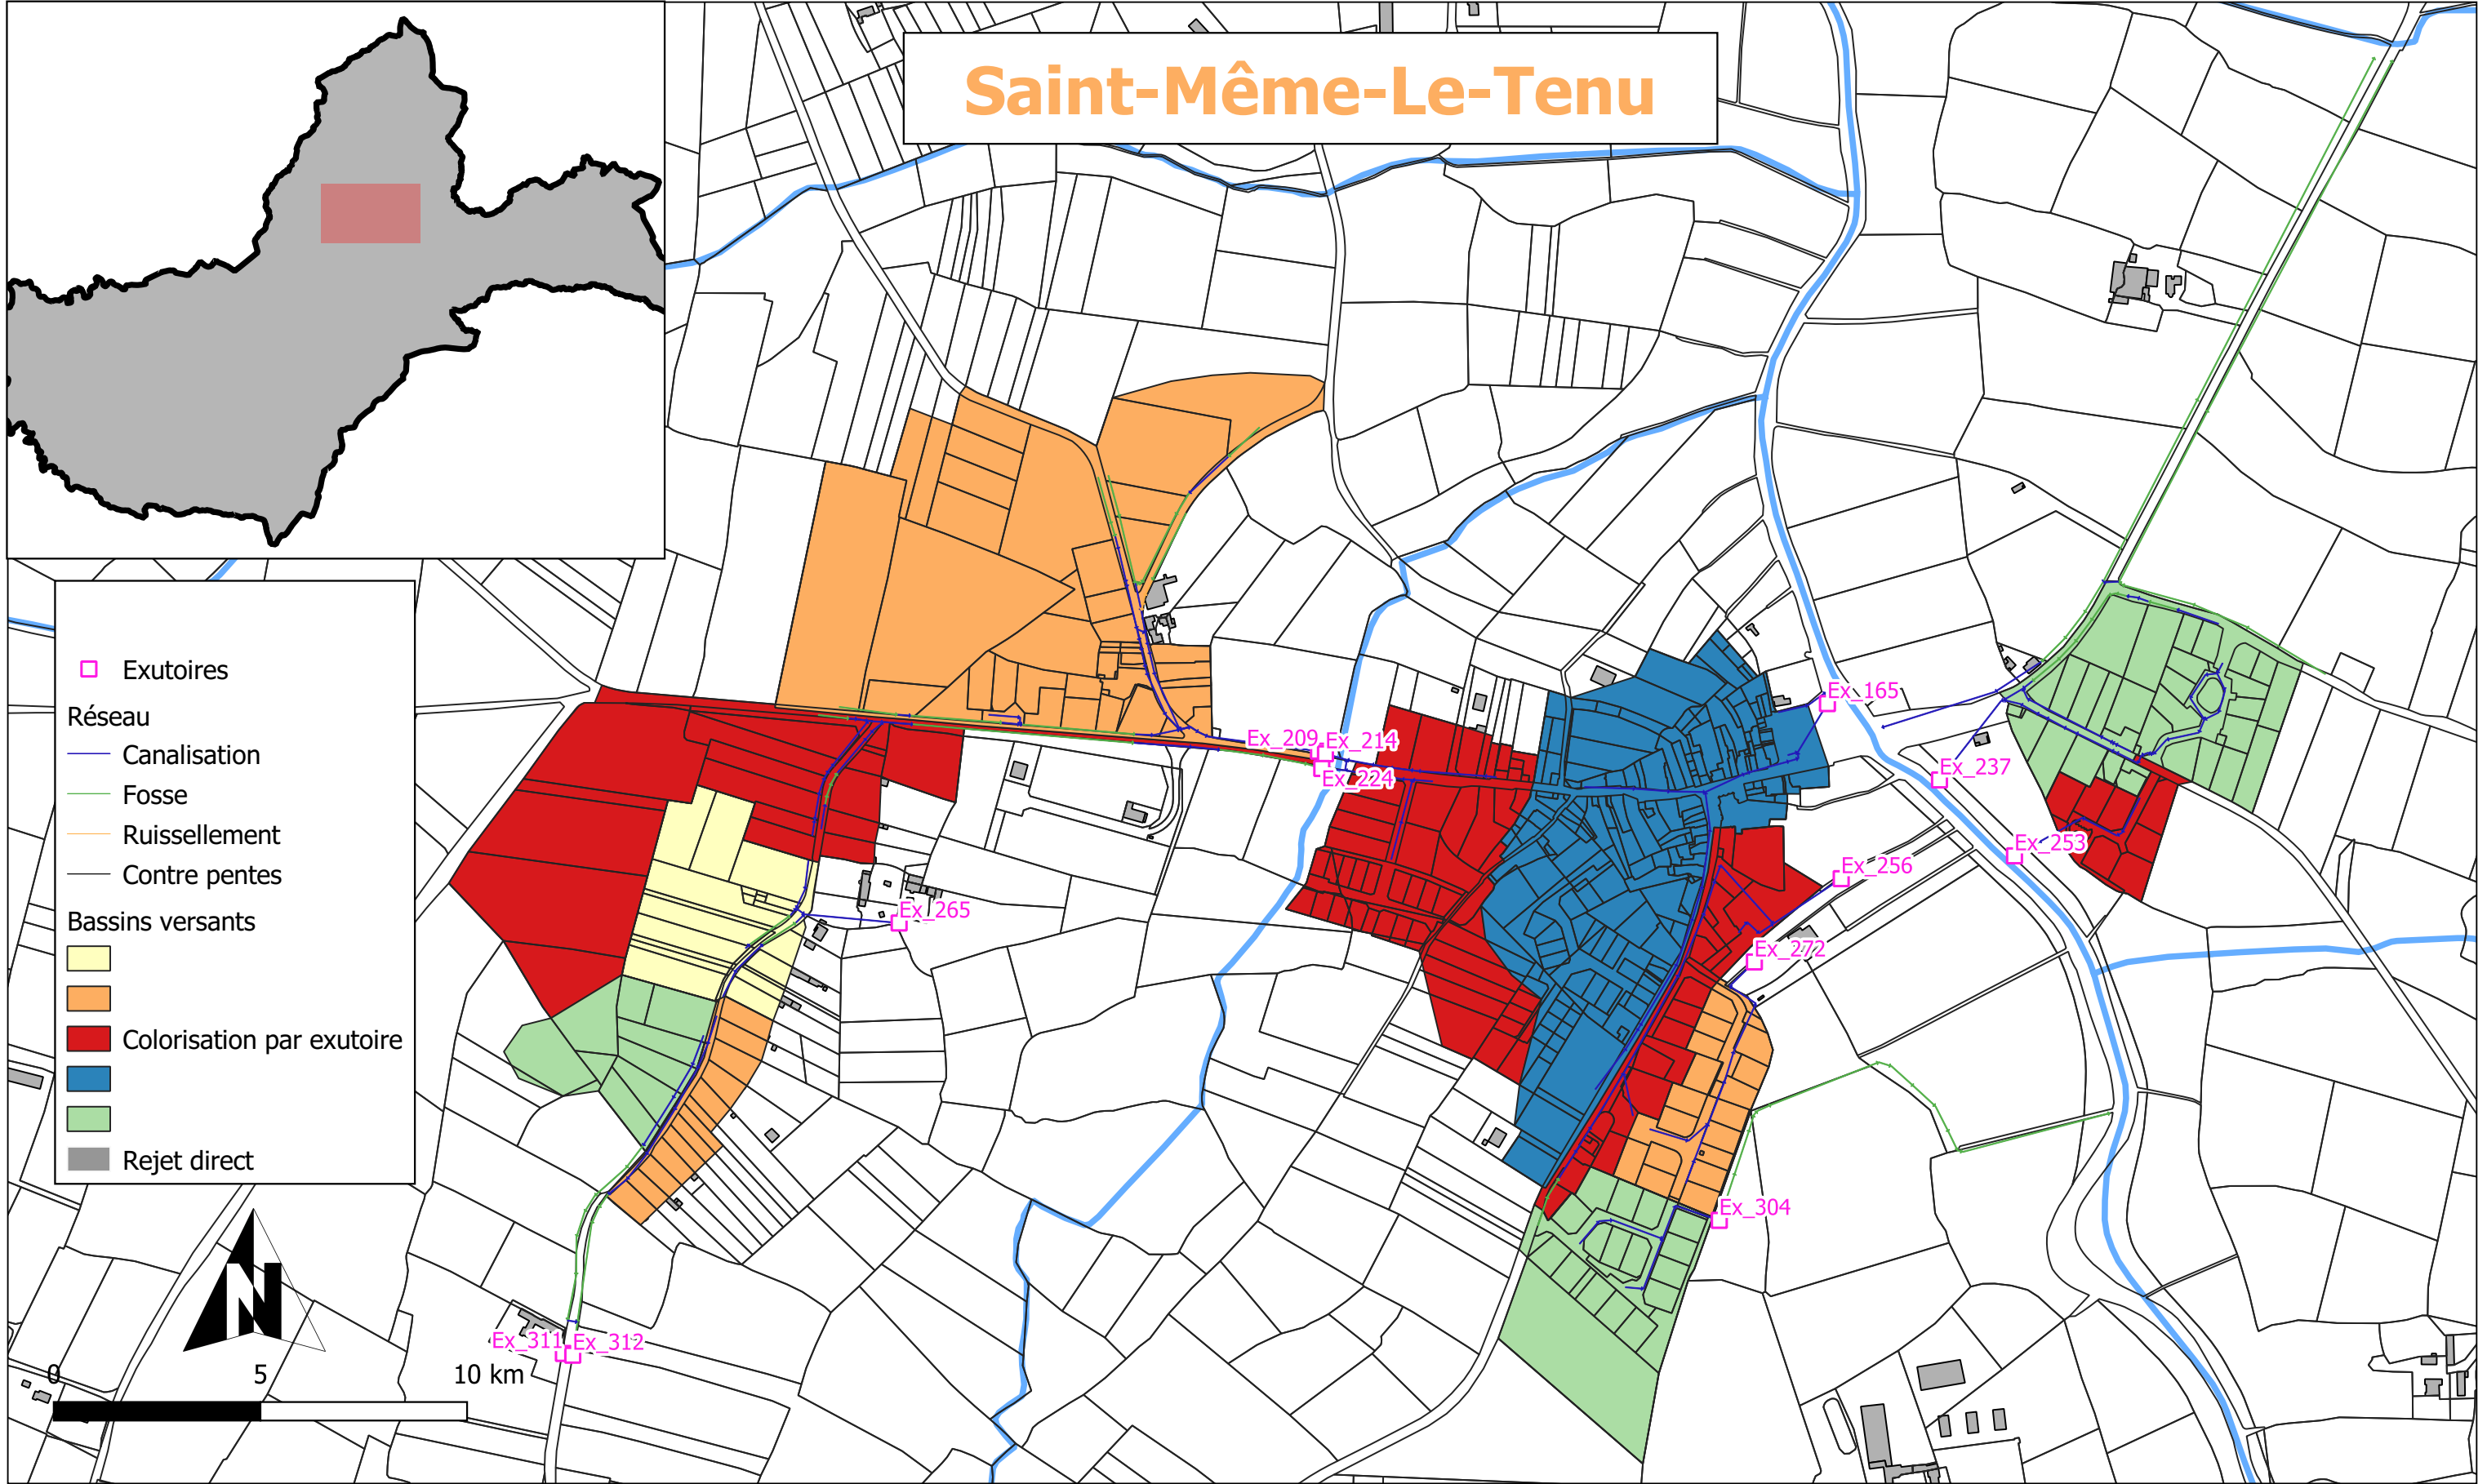 Saint-Même-Le-Tenu
Exutoires
Réseau
Canalisation
Fosse
Ruissellement
Contre pentes
Bassins versants
Colorisation par exutoire
Rejet direct
Ex_165
Ex_209
Ex_214
Ex_224
Ex_237
Ex_253
Ex_256
Ex_265
Ex_272
Ex_304
Ex_311
Ex_312
N
0 5 10 km